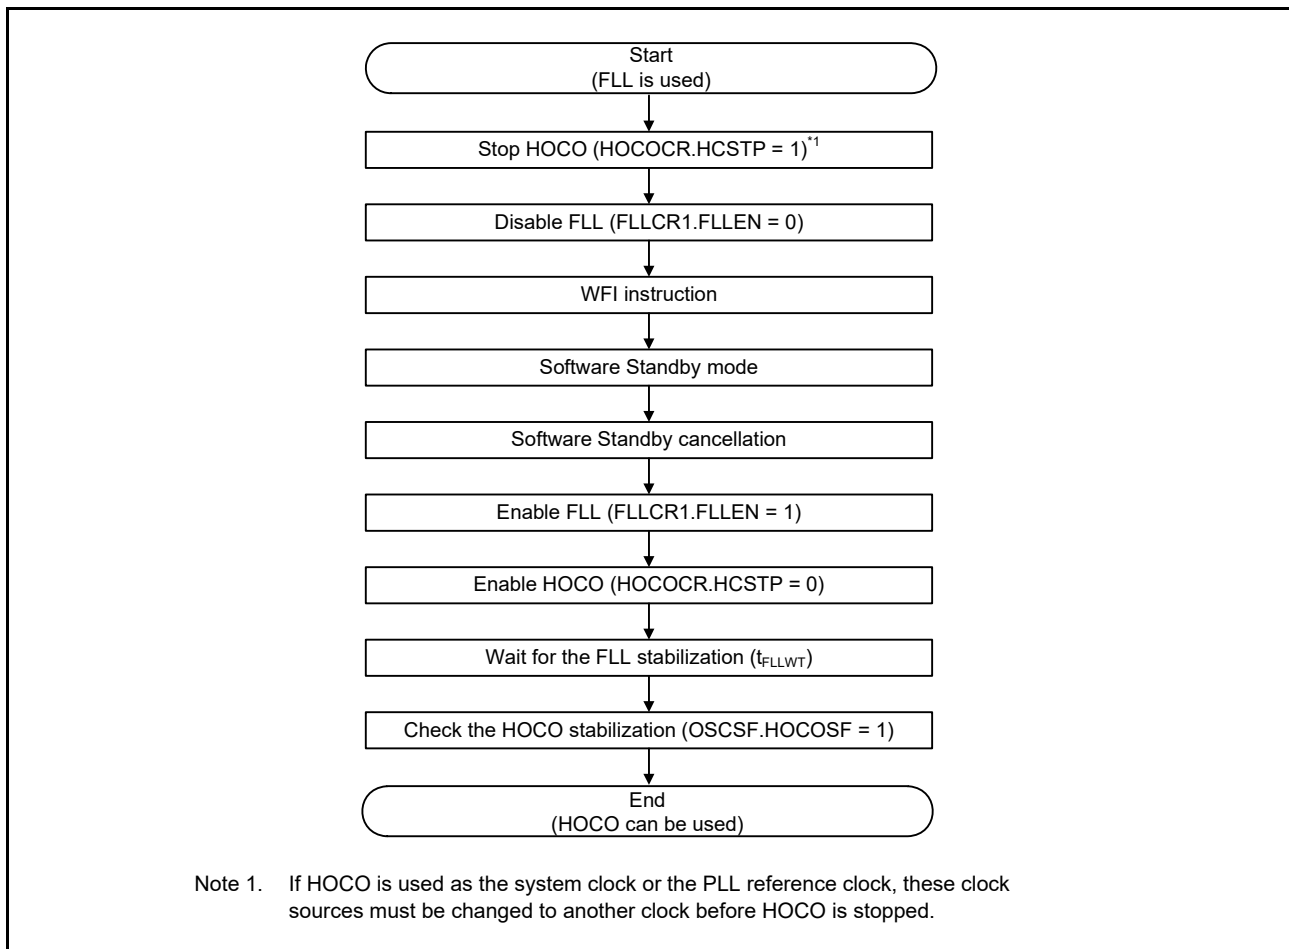 Start
(FLL is used)
Stop HOCO (HOCOCR.HCSTP = 1)*1
Disable FLL (FLLCR1.FLLEN = 0)
WFI instruction
Software Standby mode
Software Standby cancellation
Enable FLL (FLLCR1.FLLEN = 1)
Enable HOCO (HOCOCR.HCSTP = 0)
Wait for the FLL stabilization (tFLLWT)
Check the HOCO stabilization (OSCSF.HOCOSF = 1)
End
(HOCO can be used)
Note 1. If HOCO is used as the system clock or the PLL reference clock, these clock
sources must be changed to another clock before HOCO is stopped.